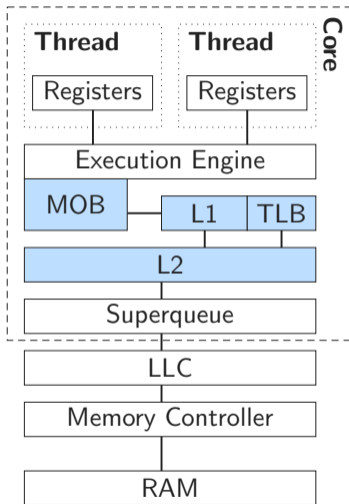 Thread Thread
Core
Registers Registers
Execution Engine
MOB
L1 TLB
L2
Superqueue
LLC
Memory Controller
RAM